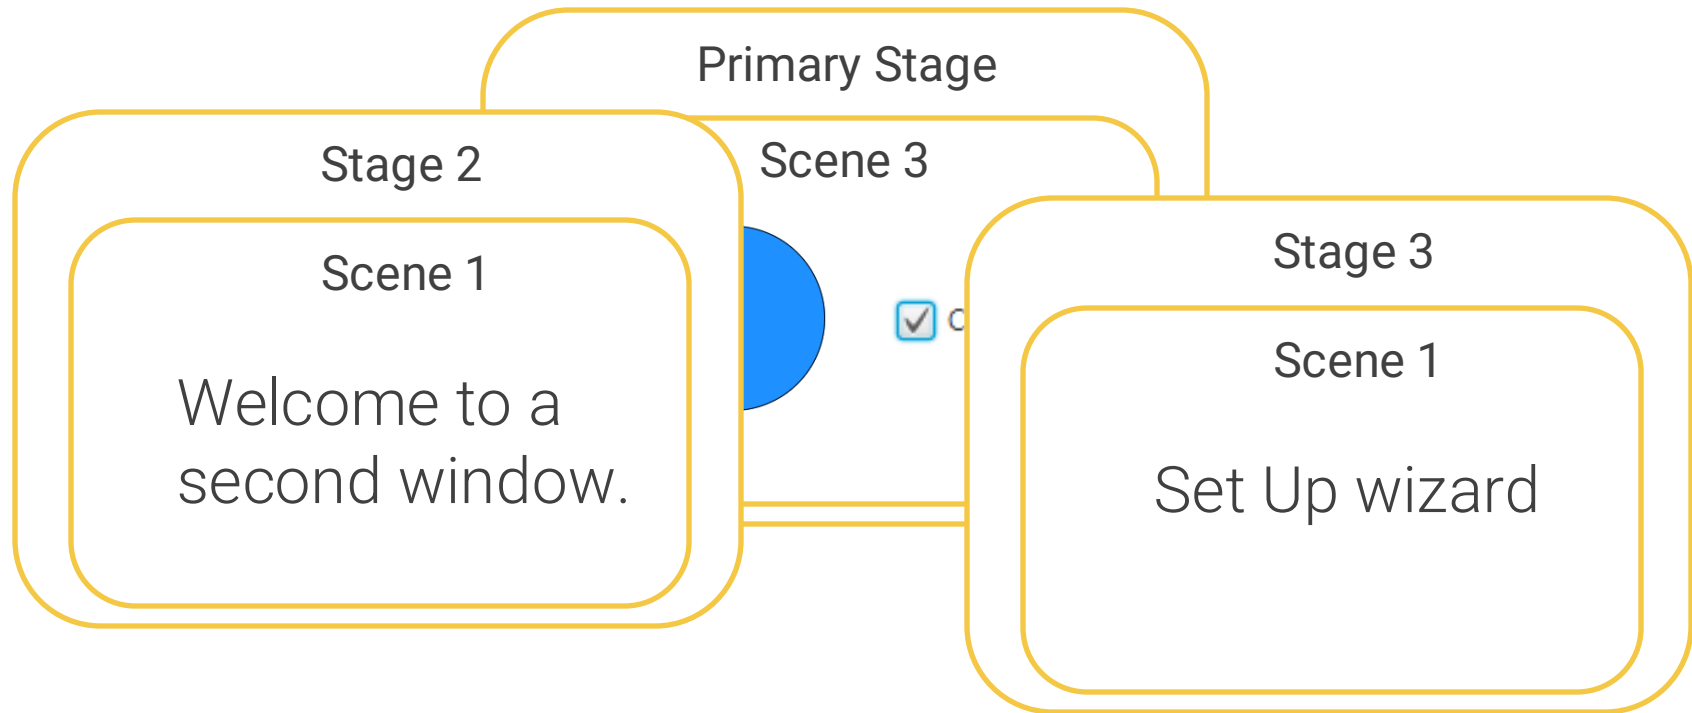 Primary Stage
Scene 3
Stage 2
Scene 1
Welcome to a
second window.
Stage 3
Scene 1
Set Up wizard